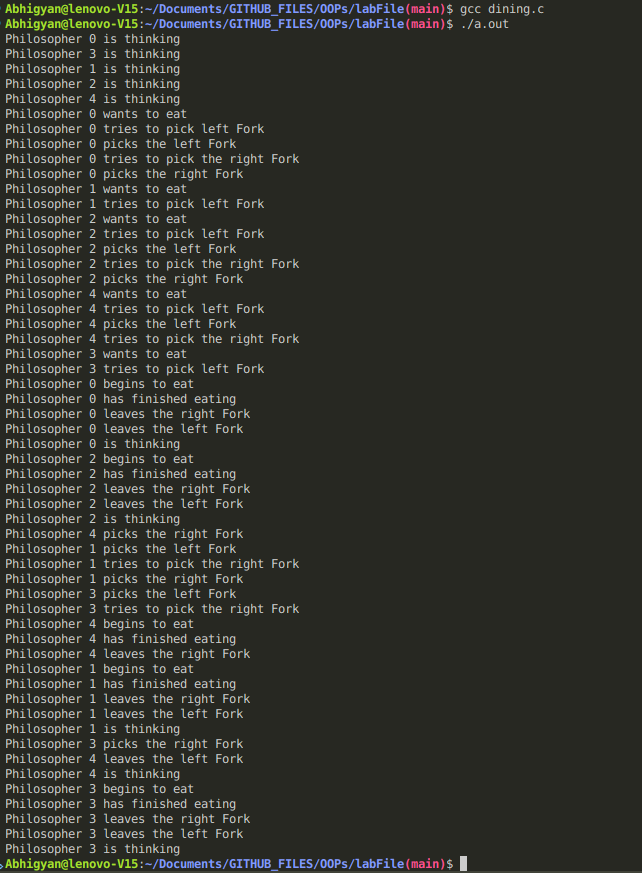 Abhigyan@lenovo-V15:~/Documents/GITHUB_FILES/OOPs/labFile(main)$ gcc dining.c
Abhigyan@lenovo-V15:~/Documents/GITHUB_FILES/OOPs/labFile(main)$ ./a.out
Philosopher 0 is thinking
Philosopher 3 is thinking
Philosopher 1 is thinking
Philosopher 2 is thinking
Philosopher 4 is thinking
Philosopher 0 wants to eat
Philosopher 0 tries to pick left Fork
Philosopher 0 picks the left Fork
Philosopher 0 tries to pick the right Fork
Philosopher 0 picks the right Fork
Philosopher 1 wants to eat
Philosopher 1 tries to pick left Fork
Philosopher 2 wants to eat
Philosopher 2 tries to pick left Fork
Philosopher 2 picks the left Fork
Philosopher 2 tries to pick the right Fork
Philosopher 2 picks the right Fork
Philosopher 4 wants to eat
Philosopher 4 tries to pick left Fork
Philosopher 4 picks the left Fork
Philosopher 4 tries to pick the right Fork
Philosopher 3 wants to eat
Philosopher 3 tries to pick left Fork
Philosopher 0 begins to eat
Philosopher 0 has finished eating
Philosopher 0 leaves the right Fork
Philosopher 0 leaves the left Fork
Philosopher 0 is thinking
Philosopher 2 begins to eat
Philosopher 2 has finished eating
Philosopher 2 leaves the right Fork
Philosopher 2 leaves the left Fork
Philosopher 2 is thinking
Philosopher 4 picks the right Fork
Philosopher 1 picks the left Fork
Philosopher 1 tries to pick the right Fork
Philosopher 1 picks the right Fork
Philosopher 3 picks the left Fork
Philosopher 3 tries to pick the right Fork
Philosopher 4 begins to eat
Philosopher 4 has finished eating
Philosopher 4 leaves the right Fork
Philosopher 1 begins to eat
Philosopher 1 has finished eating
Philosopher 1 leaves the right Fork
Philosopher 1 leaves the left Fork
Philosopher 1 is thinking
Philosopher 3 picks the right Fork
Philosopher 4 leaves the left Fork
Philosopher 4 is thinking
Philosopher 3 begins to eat
Philosopher 3 has finished eating
Philosopher 3 leaves the right Fork
Philosopher 3 leaves the left Fork
Philosopher 3 is thinking
Abhigyan@lenovo-V15:~/Documents/GITHUB_FILES/OOPs/labFile(main)$